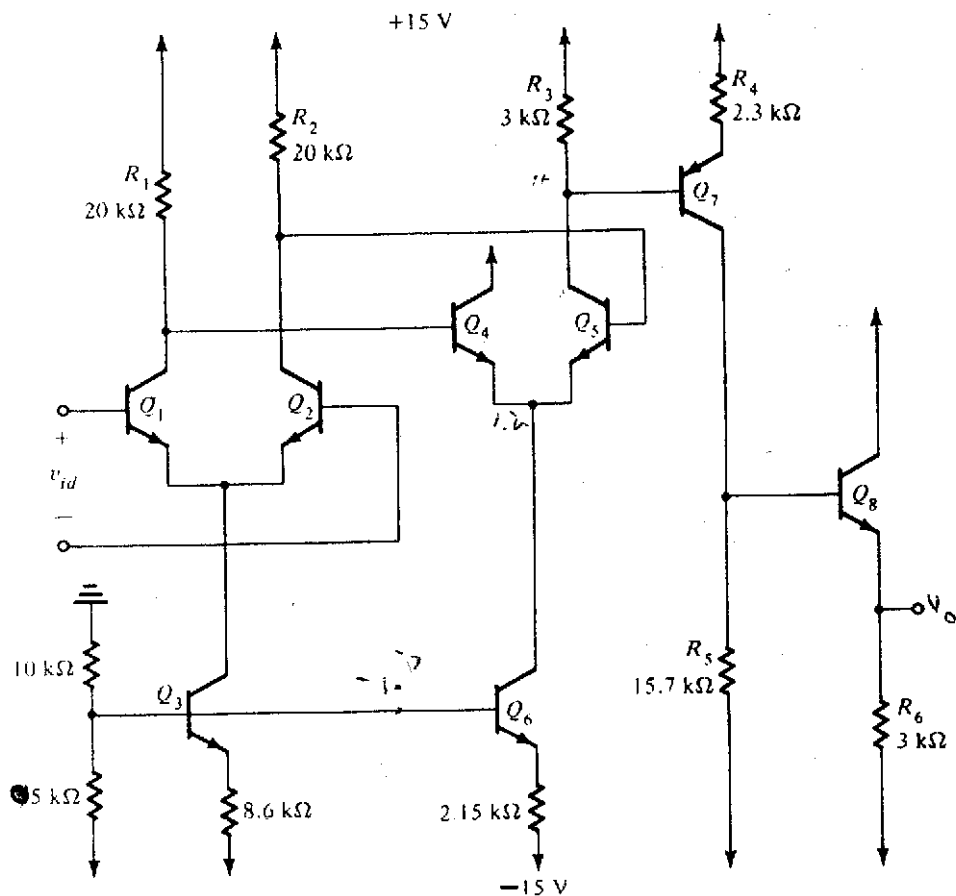 +15 V
R₁
20 kΩ
R₂
20 kΩ
R₃
3 kΩ
R₄
2.3 kΩ
Q₇
Q₄
Q₅
Q₁
Q₂
+
v_id
−
Q₈
V₀
10 kΩ
Q₃
Q₆
R₅
15.7 kΩ
R₆
3 kΩ
5 kΩ
8.6 kΩ
2.15 kΩ
−15 V